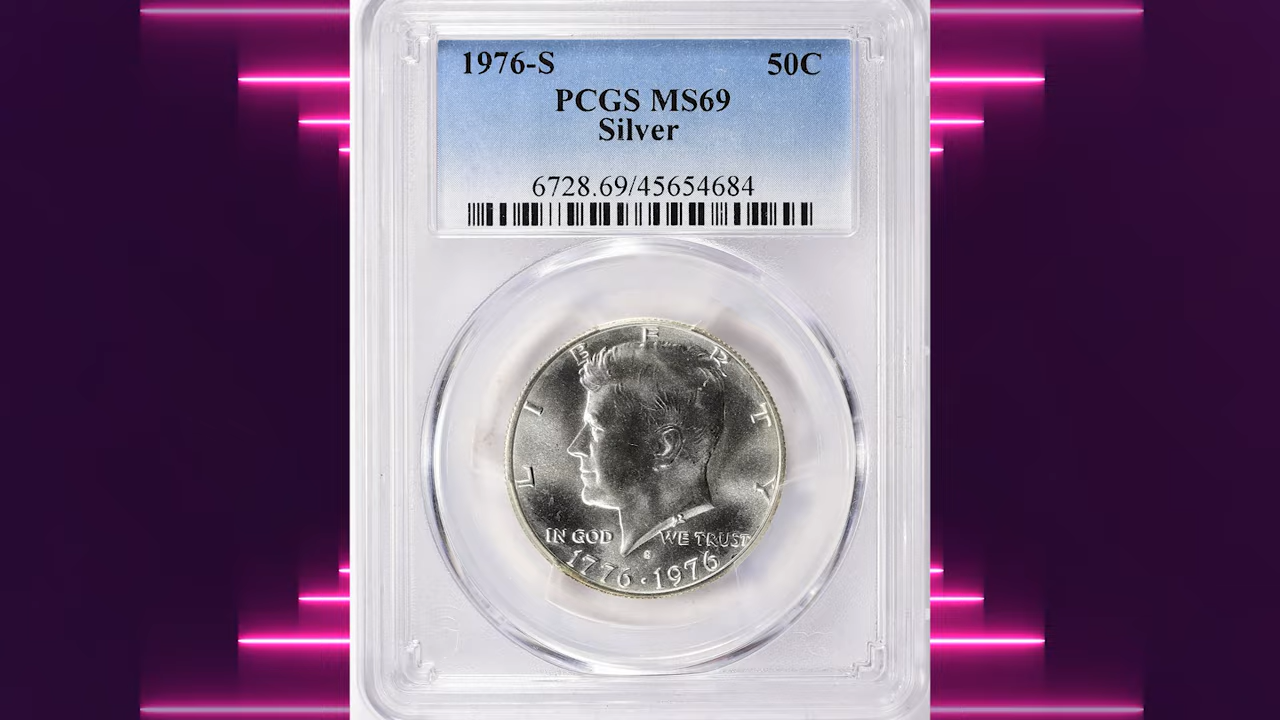 1976-S 50C
PCGS MS69
Silver
6728.69/45654684
LIBERTY
IN GOD WE TRUST
S
1776·1976